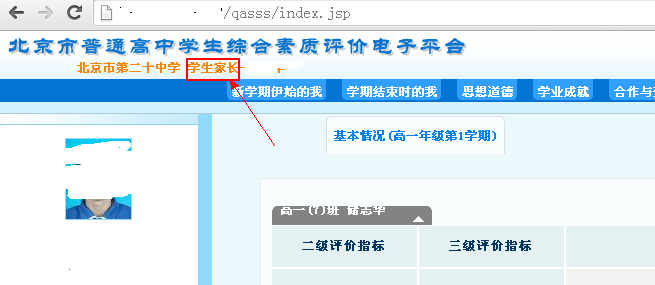 /qasss/index.jsp
北京市普通高中学生综合素质评价电子平台
北京市第二十中学 学生家长
新学期伊始的我 学期结束时的我 思想道德 学业成就 合作与
基本情况(高一年级第1学期)
高一(7)班 储志华
二级评价指标 三级评价指标